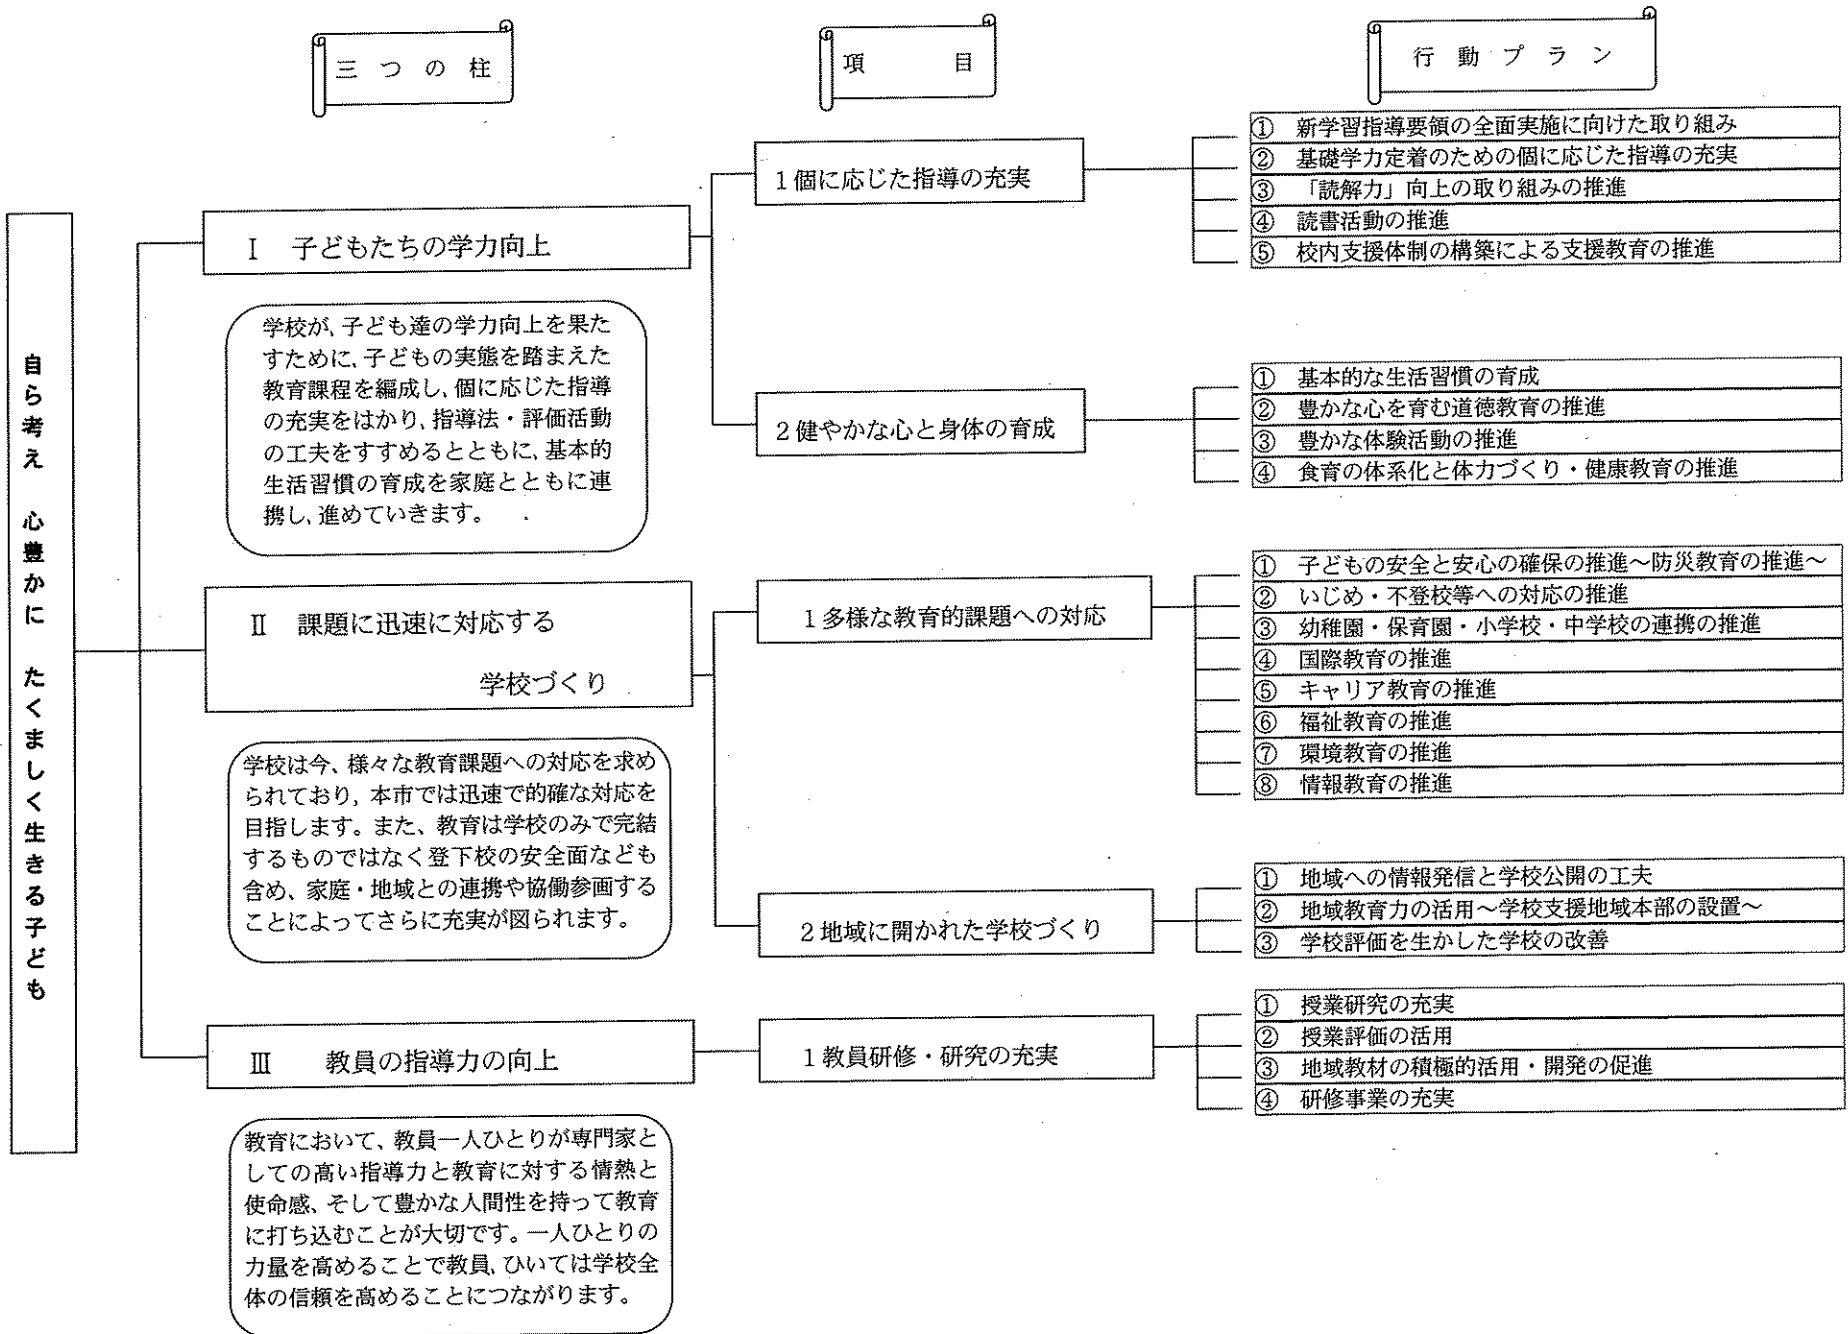 三つの柱
項目
行動プラン
自ら考え　心豊かに　たくましく生きる子ども
Ⅰ　子どもたちの学力向上
学校が、子ども達の学力向上を果た
すために、子どもの実態を踏まえた
教育課程を編成し、個に応じた指導
の充実をはかり、指導法・評価活動
の工夫をすすめるとともに、基本的
生活習慣の育成を家庭とともに連
携し、進めていきます。
1個に応じた指導の充実
①　新学習指導要領の全面実施に向けた取り組み
②　基礎学力定着のための個に応じた指導の充実
③　「読解力」向上の取り組みの推進
④　読書活動の推進
⑤　校内支援体制の構築による支援教育の推進
2健やかな心と身体の育成
①　基本的な生活習慣の育成
②　豊かな心を育む道徳教育の推進
③　豊かな体験活動の推進
④　食育の体系化と体力づくり・健康教育の推進
Ⅱ　課題に迅速に対応する
学校づくり
学校は今、様々な教育課題への対応を求め
られており、本市では迅速で的確な対応を
目指します。また、教育は学校のみで完結
するものではなく登下校の安全面なども
含め、家庭・地域との連携や協働参画する
ことによってさらに充実が図られます。
1多様な教育的課題への対応
①　子どもの安全と安心の確保の推進～防災教育の推進～
②　いじめ・不登校等への対応の推進
③　幼稚園・保育園・小学校・中学校の連携の推進
④　国際教育の推進
⑤　キャリア教育の推進
⑥　福祉教育の推進
⑦　環境教育の推進
⑧　情報教育の推進
2地域に開かれた学校づくり
①　地域への情報発信と学校公開の工夫
②　地域教育力の活用～学校支援地域本部の設置～
③　学校評価を生かした学校の改善
Ⅲ　教員の指導力の向上
教育において、教員一人ひとりが専門家と
しての高い指導力と教育に対する情熱と
使命感、そして豊かな人間性を持って教育
に打ち込むことが大切です。一人ひとりの
力量を高めることで教員、ひいては学校全
体の信頼を高めることにつながります。
1教員研修・研究の充実
①　授業研究の充実
②　授業評価の活用
③　地域教材の積極的活用・開発の促進
④　研修事業の充実